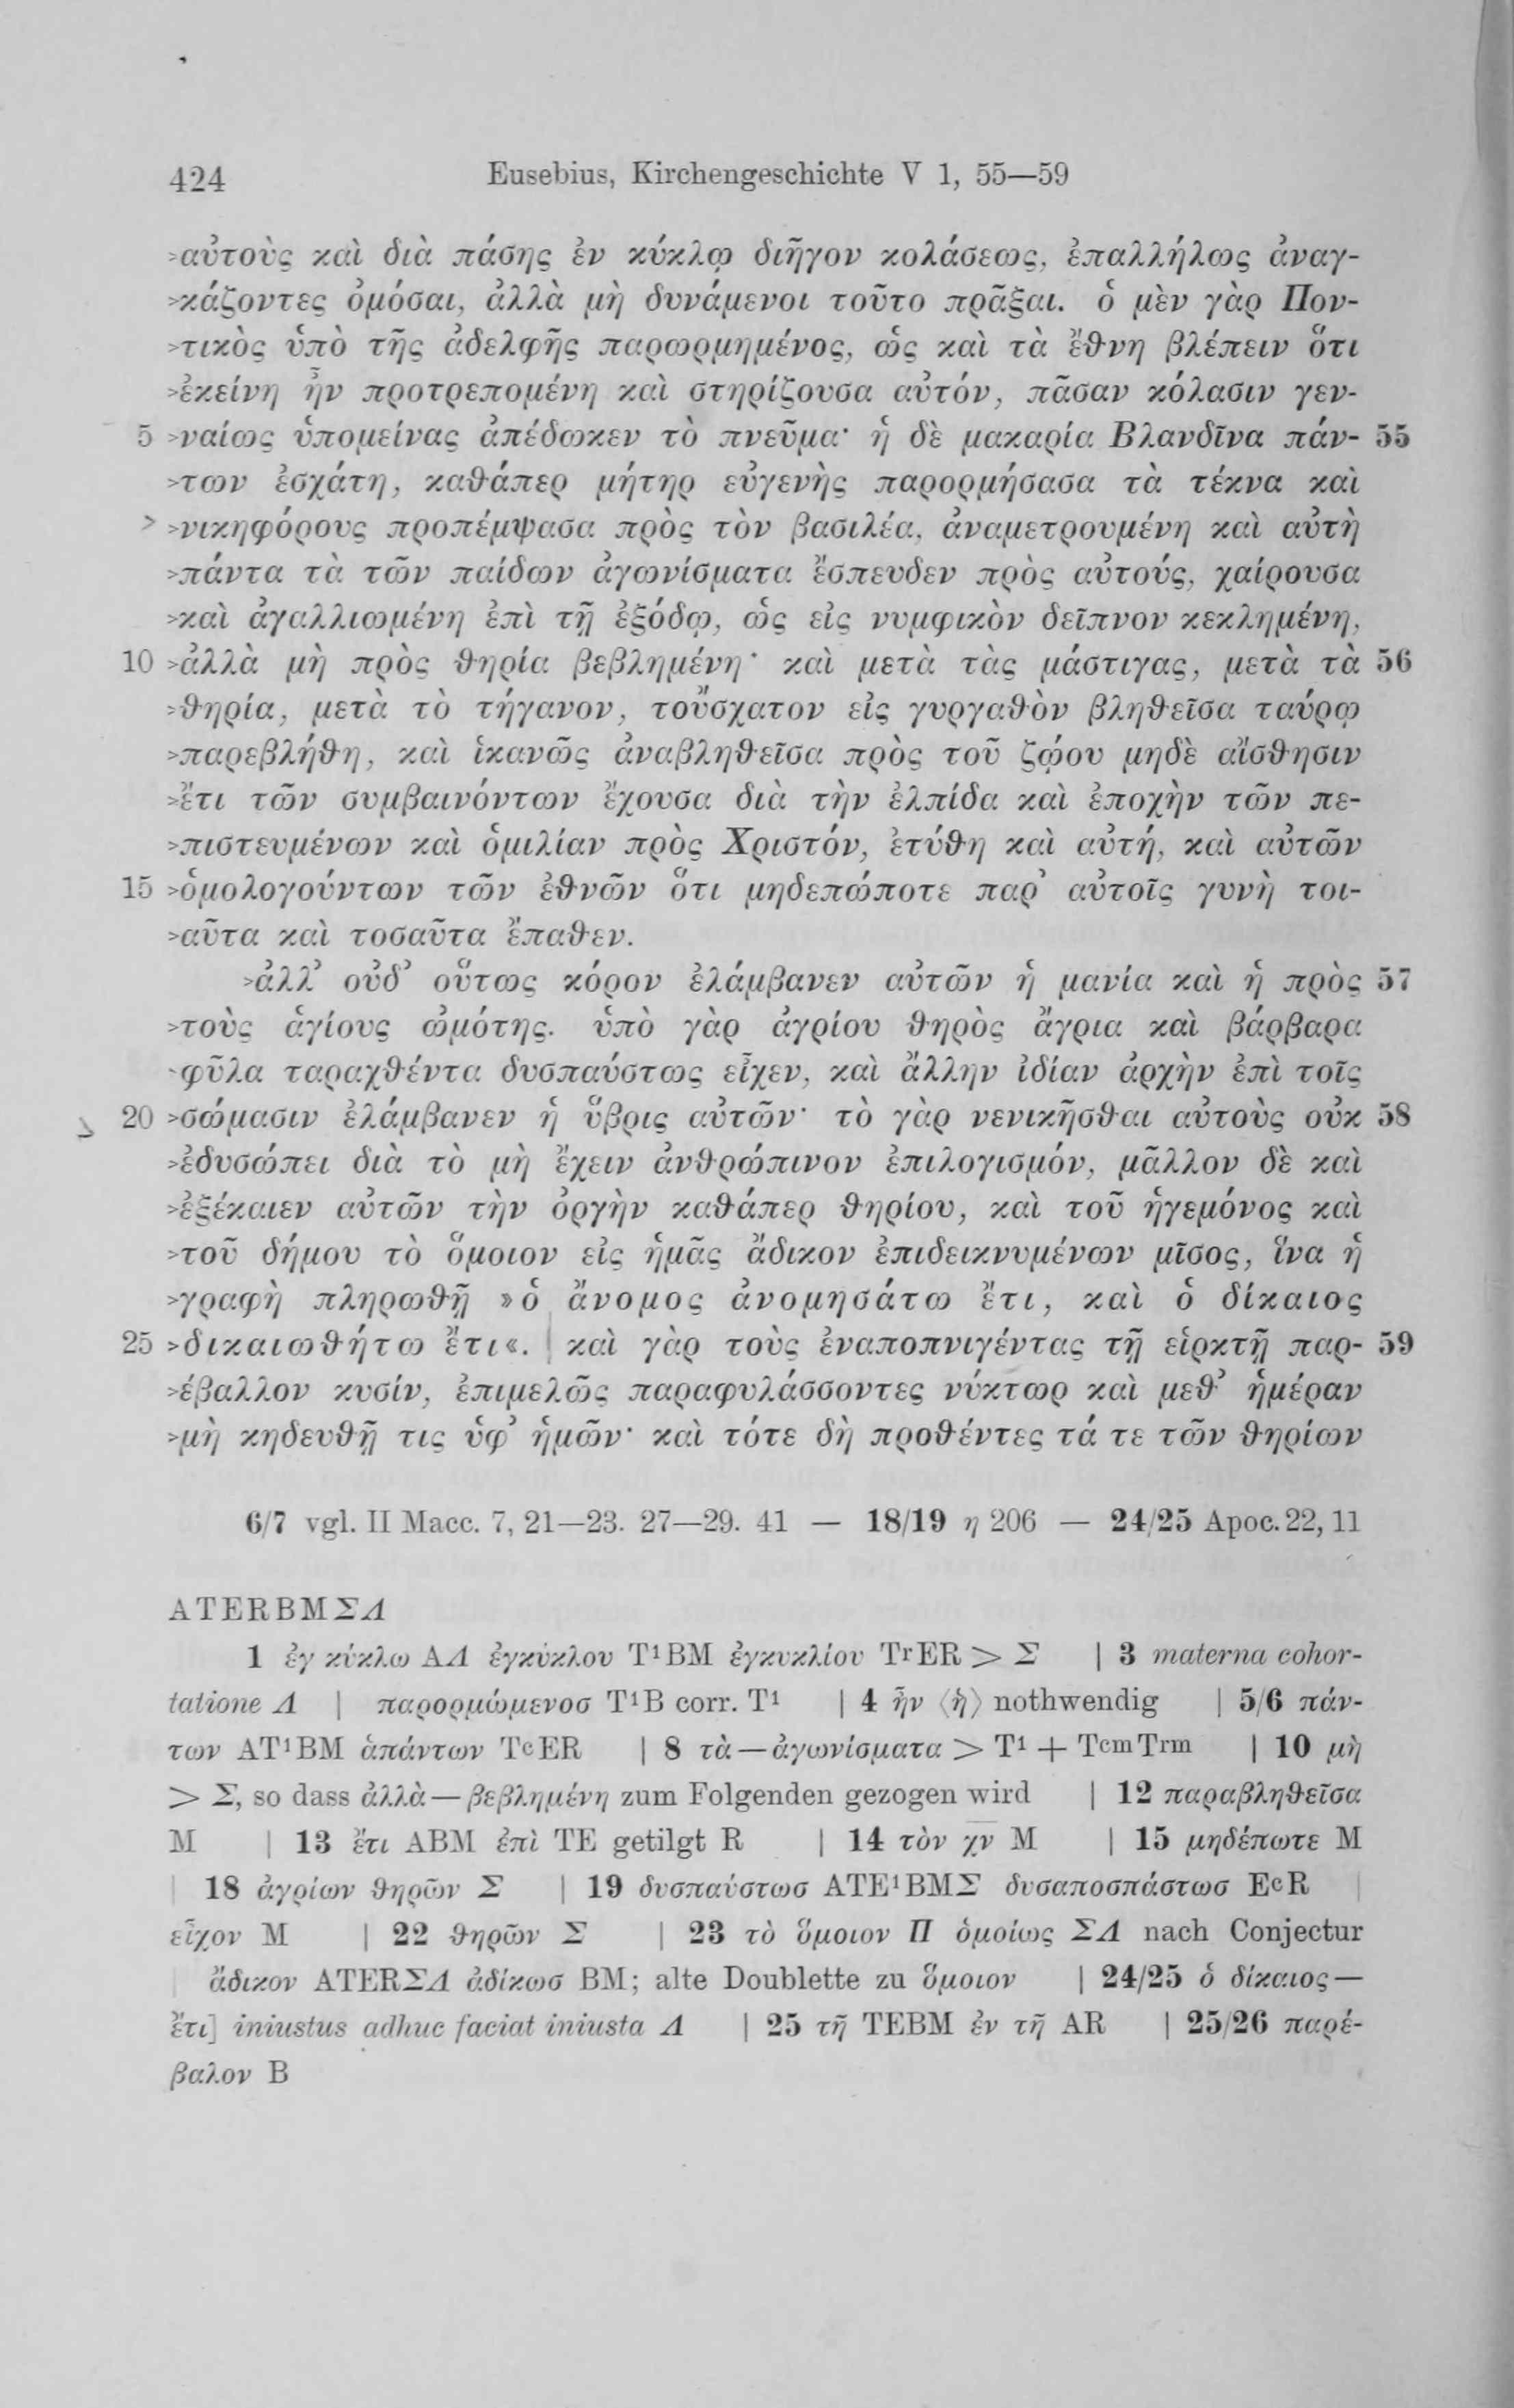 424 Eusebius, Kirchengeschichte V 1, 55—59
>αὐτοὺς καὶ διὰ πάσης ἐν κύκλῳ διῆγον κολάσεως, ἐπαλλήλως ἀναγ-
>κάζοντες ὀμόσαι, ἀλλὰ μὴ δυνάμενοι τοῦτο πρᾶξαι. ὁ μὲν γὰρ Πον-
>τικὸς ὑπὸ τῆς ἀδελφῆς παρωρμημένος, ὡς καὶ τὰ ἔθνη βλέπειν ὅτι
>ἐκείνη ἦν προτρεπομένη καὶ στηρίζουσα αὐτόν, πᾶσαν κόλασιν γεν-
5 >ναίως ὑπομείνας ἀπέδωκεν τὸ πνεῦμα· ἡ δὲ μακαρία Βλανδῖνα πάν- 55
>των ἐσχάτη, καθάπερ μήτηρ εὐγενὴς παρορμήσασα τὰ τέκνα καὶ
>νικηφόρους προπέμψασα πρὸς τὸν βασιλέα, ἀναμετρουμένη καὶ αὐτὴ
>πάντα τὰ τῶν παίδων ἀγωνίσματα ἔσπευδεν πρὸς αὐτούς, χαίρουσα
>καὶ ἀγαλλιωμένη ἐπὶ τῇ ἐξόδῳ, ὡς εἰς νυμφικὸν δεῖπνον κεκλημένη,
10 >ἀλλὰ μὴ πρὸς θηρία βεβλημένη· καὶ μετὰ τὰς μάστιγας, μετὰ τὰ 56
>θηρία, μετὰ τὸ τήγανον, τοὔσχατον εἰς γυργαθὸν βληθεῖσα ταύρῳ
>παρεβλήθη, καὶ ἱκανῶς ἀναβληθεῖσα πρὸς τοῦ ζῴου μηδὲ αἴσθησιν
>ἔτι τῶν συμβαινόντων ἔχουσα διὰ τὴν ἐλπίδα καὶ ἐποχὴν τῶν πε-
>πιστευμένων καὶ ὁμιλίαν πρὸς Χριστόν, ἐτύθη καὶ αὐτή, καὶ αὐτῶν
15 >ὁμολογούντων τῶν ἐθνῶν ὅτι μηδεπώποτε παρ᾽ αὐτοῖς γυνὴ τοι-
>αῦτα καὶ τοσαῦτα ἔπαθεν.
>ἀλλ᾽ οὐδ᾽ οὕτως κόρον ἐλάμβανεν αὐτῶν ἡ μανία καὶ ἡ πρὸς 57
>τοὺς ἁγίους ὠμότης. ὑπὸ γὰρ ἀγρίου θηρὸς ἄγρια καὶ βάρβαρα
>φῦλα ταραχθέντα δυσπαύστως εἶχεν, καὶ ἄλλην ἰδίαν ἀρχὴν ἐπὶ τοῖς
20 >σώμασιν ἐλάμβανεν ἡ ὕβρις αὐτῶν· τὸ γὰρ νενικῆσθαι αὐτοὺς οὐκ 58
>ἐδυσώπει διὰ τὸ μὴ ἔχειν ἀνθρώπινον ἐπιλογισμόν, μᾶλλον δὲ καὶ
>ἐξέκαιεν αὐτῶν τὴν ὀργὴν καθάπερ θηρίου, καὶ τοῦ ἡγεμόνος καὶ
>τοῦ δήμου τὸ ὅμοιον εἰς ἡμᾶς ἄδικον ἐπιδεικνυμένων μῖσος, ἵνα ἡ
>γραφὴ πληρωθῇ »ὁ ἄνομος ἀνομησάτω ἔτι, καὶ ὁ δίκαιος
25 >δικαιωθήτω ἔτι«. | καὶ γὰρ τοὺς ἐναποπνιγέντας τῇ εἱρκτῇ παρ- 59
>έβαλλον κυσίν, ἐπιμελῶς παραφυλάσσοντες νύκτωρ καὶ μεθ᾽ ἡμέραν
>μὴ κηδευθῇ τις ὑφ᾽ ἡμῶν· καὶ τότε δὴ προθέντες τά τε τῶν θηρίων
6/7 vgl. II Macc. 7, 21—23. 27—29. 41 — 18/19 η 206 — 24/25 Apoc. 22, 11
ATERBMΣΛ
1 ἐγ κύκλω ΑΛ ἐγκύκλου T¹BM ἐγκυκλίου TʳER > Σ | 3 materna cohor-
tatione Λ | παρορμώμενοσ T¹B corr. T¹ | 4 ἦν ⟨ἡ⟩ nothwendig | 5/6 πάν-
των AT¹BM ἁπάντων TᶜER | 8 τὰ—ἀγωνίσματα > T¹ + TᶜᵐTʳᵐ | 10 μὴ
> Σ, so dass ἀλλὰ—βεβλημένη zum Folgenden gezogen wird | 12 παραβληθεῖσα
M | 13 ἔτι ABM ἐπὶ TE getilgt R | 14 τὸν χν M | 15 μηδέπωτε M
| 18 ἀγρίων θηρῶν Σ | 19 δυσπαύστωσ ATE¹BMΣ δυσαποσπάστωσ EᶜR |
εἶχον M | 22 θηρῶν Σ | 23 τὸ ὅμοιον Π ὁμοίως ΣΛ nach Conjectur
| ἄδικον ATERΣΛ ἀδίκωσ BM; alte Doublette zu ὅμοιον | 24/25 ὁ δίκαιος—
ἔτι] iniustus adhuc faciat iniusta Λ | 25 τῇ TEBM ἐν τῇ AR | 25/26 παρέ-
βαλον B